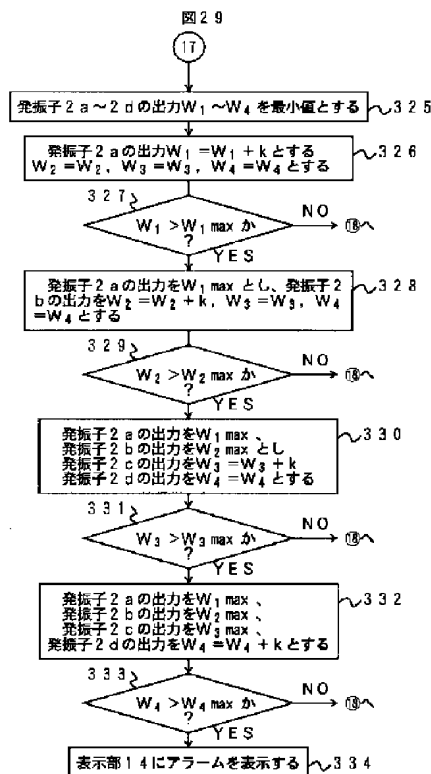 図29
17
発振子2a～2dの出力W₁～W₄を最小値とする
325
発振子2aの出力W₁=W₁+kとする
W₂=W₂, W₃=W₃, W₄=W₄とする
326
327
W₁>W₁maxか
?
NO
⑱へ
YES
発振子2aの出力をW₁maxとし、発振子2
bの出力をW₂=W₂+k, W₃=W₃, W₄
=W₄とする
328
329
W₂>W₂maxか
?
NO
⑱へ
YES
発振子2aの出力をW₁max、
発振子2bの出力をW₂maxとし
発振子2cの出力をW₃=W₃+k
発振子2dの出力をW₄=W₄とする
330
331
W₃>W₃maxか
?
NO
⑱へ
YES
発振子2aの出力をW₁max、
発振子2bの出力をW₂max、
発振子2cの出力をW₃max、
発振子2dの出力をW₄=W₄+kとする
332
333
W₄>W₄maxか
?
NO
⑱へ
YES
表示部14にアラームを表示する
334